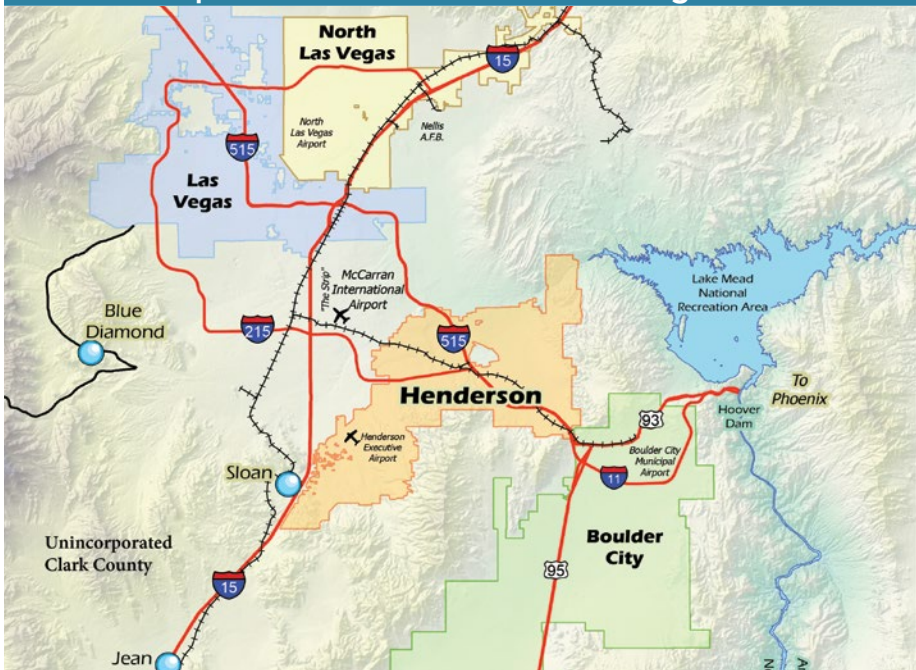 North
Las Vegas
15
North
Las Vegas
Airport
Nellis
A.F.B.
515
Las
Vegas
"The Strip"
McCarran
International
Airport
Lake Mead
National
Recreation Area
Blue
Diamond
215
515
Henderson
To
Phoenix
93
Hoover
Dam
Henderson
Executive
Airport
Boulder City
Municipal
Airport
Sloan
11
Unincorporated
Clark County
Boulder
City
95
15
Jean